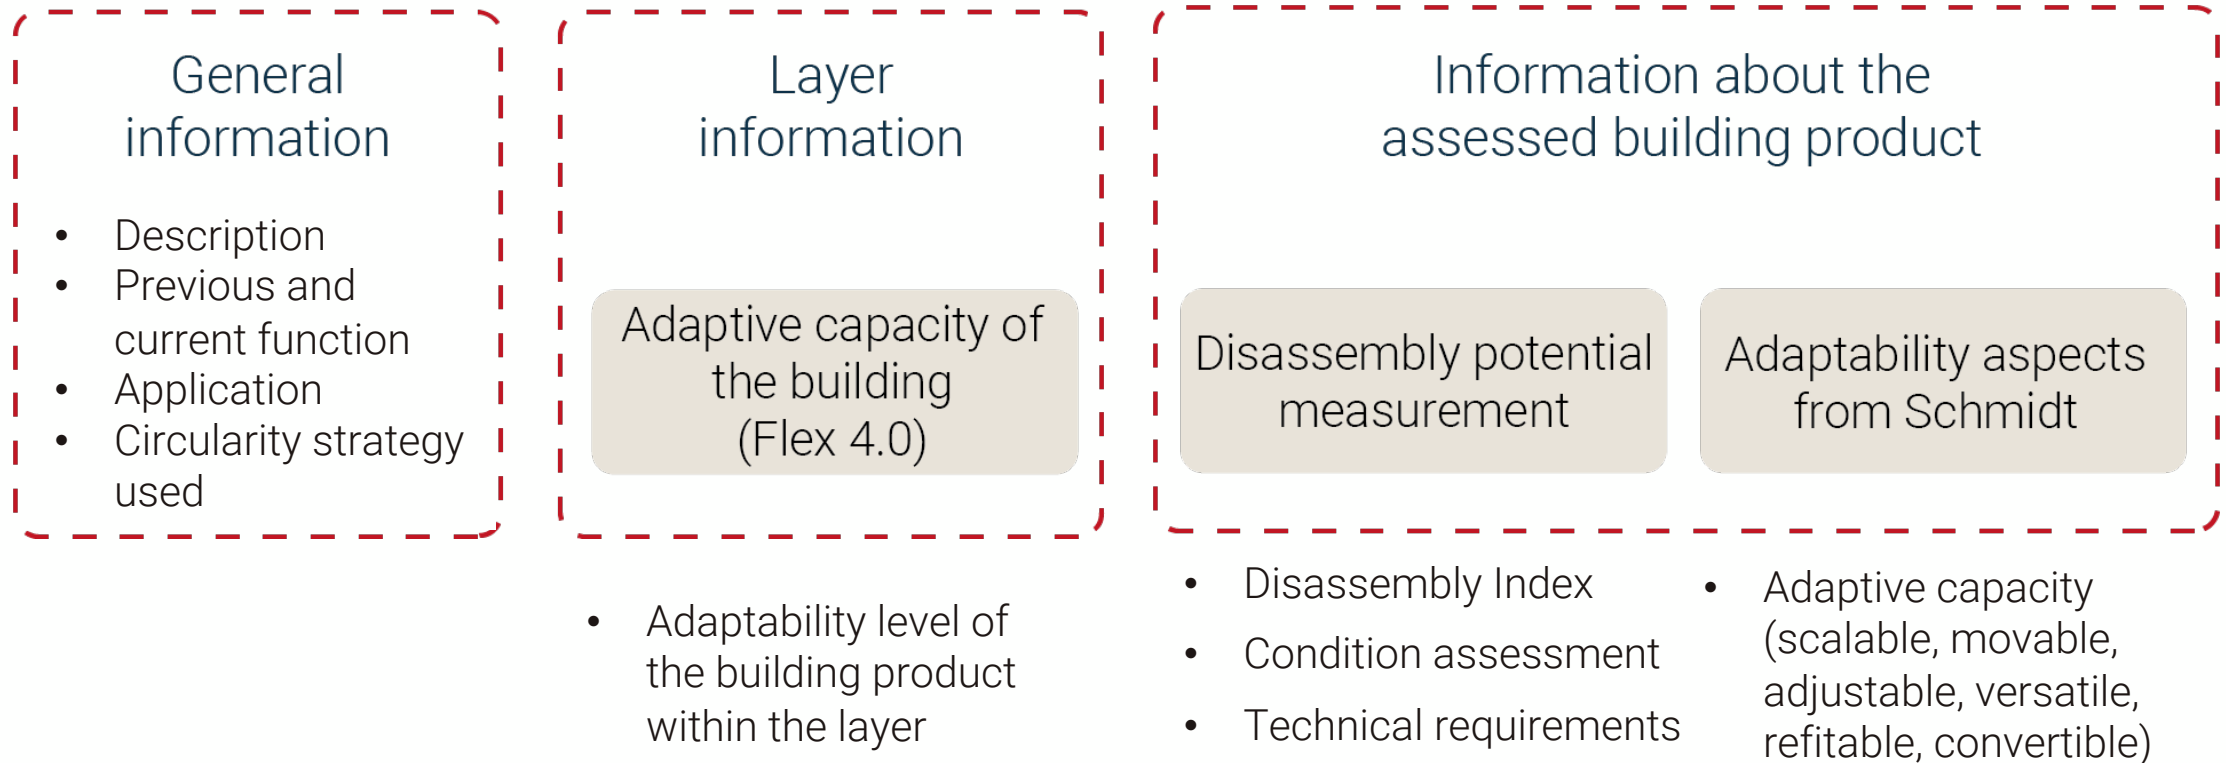 General
information
• Description
• Previous and
current function
• Application
• Circularity strategy
used
Layer
information
Adaptive capacity of
the building
(Flex 4.0)
• Adaptability level of
the building product
within the layer
Information about the
assessed building product
Disassembly potential
measurement
• Disassembly Index
• Condition assessment
• Technical requirements
Adaptability aspects
from Schmidt
• Adaptive capacity
(scalable, movable,
adjustable, versatile,
refitable, convertible)